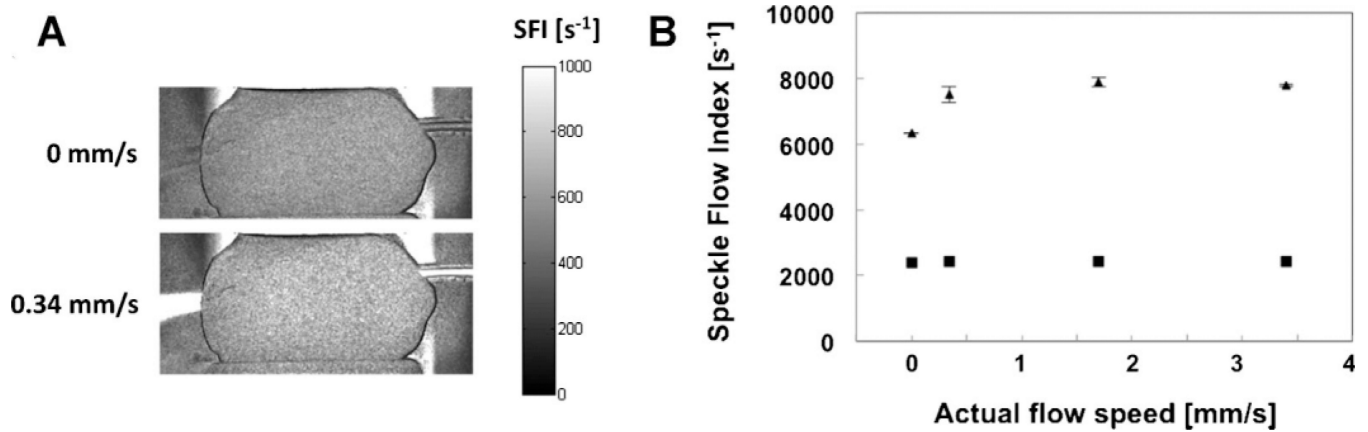 A
SFI [s⁻¹]
0 mm/s
0.34 mm/s
1000
800
600
400
200
0
B
Speckle Flow Index [s⁻¹]
10000
8000
6000
4000
2000
0
0 1 2 3 4
Actual flow speed [mm/s]